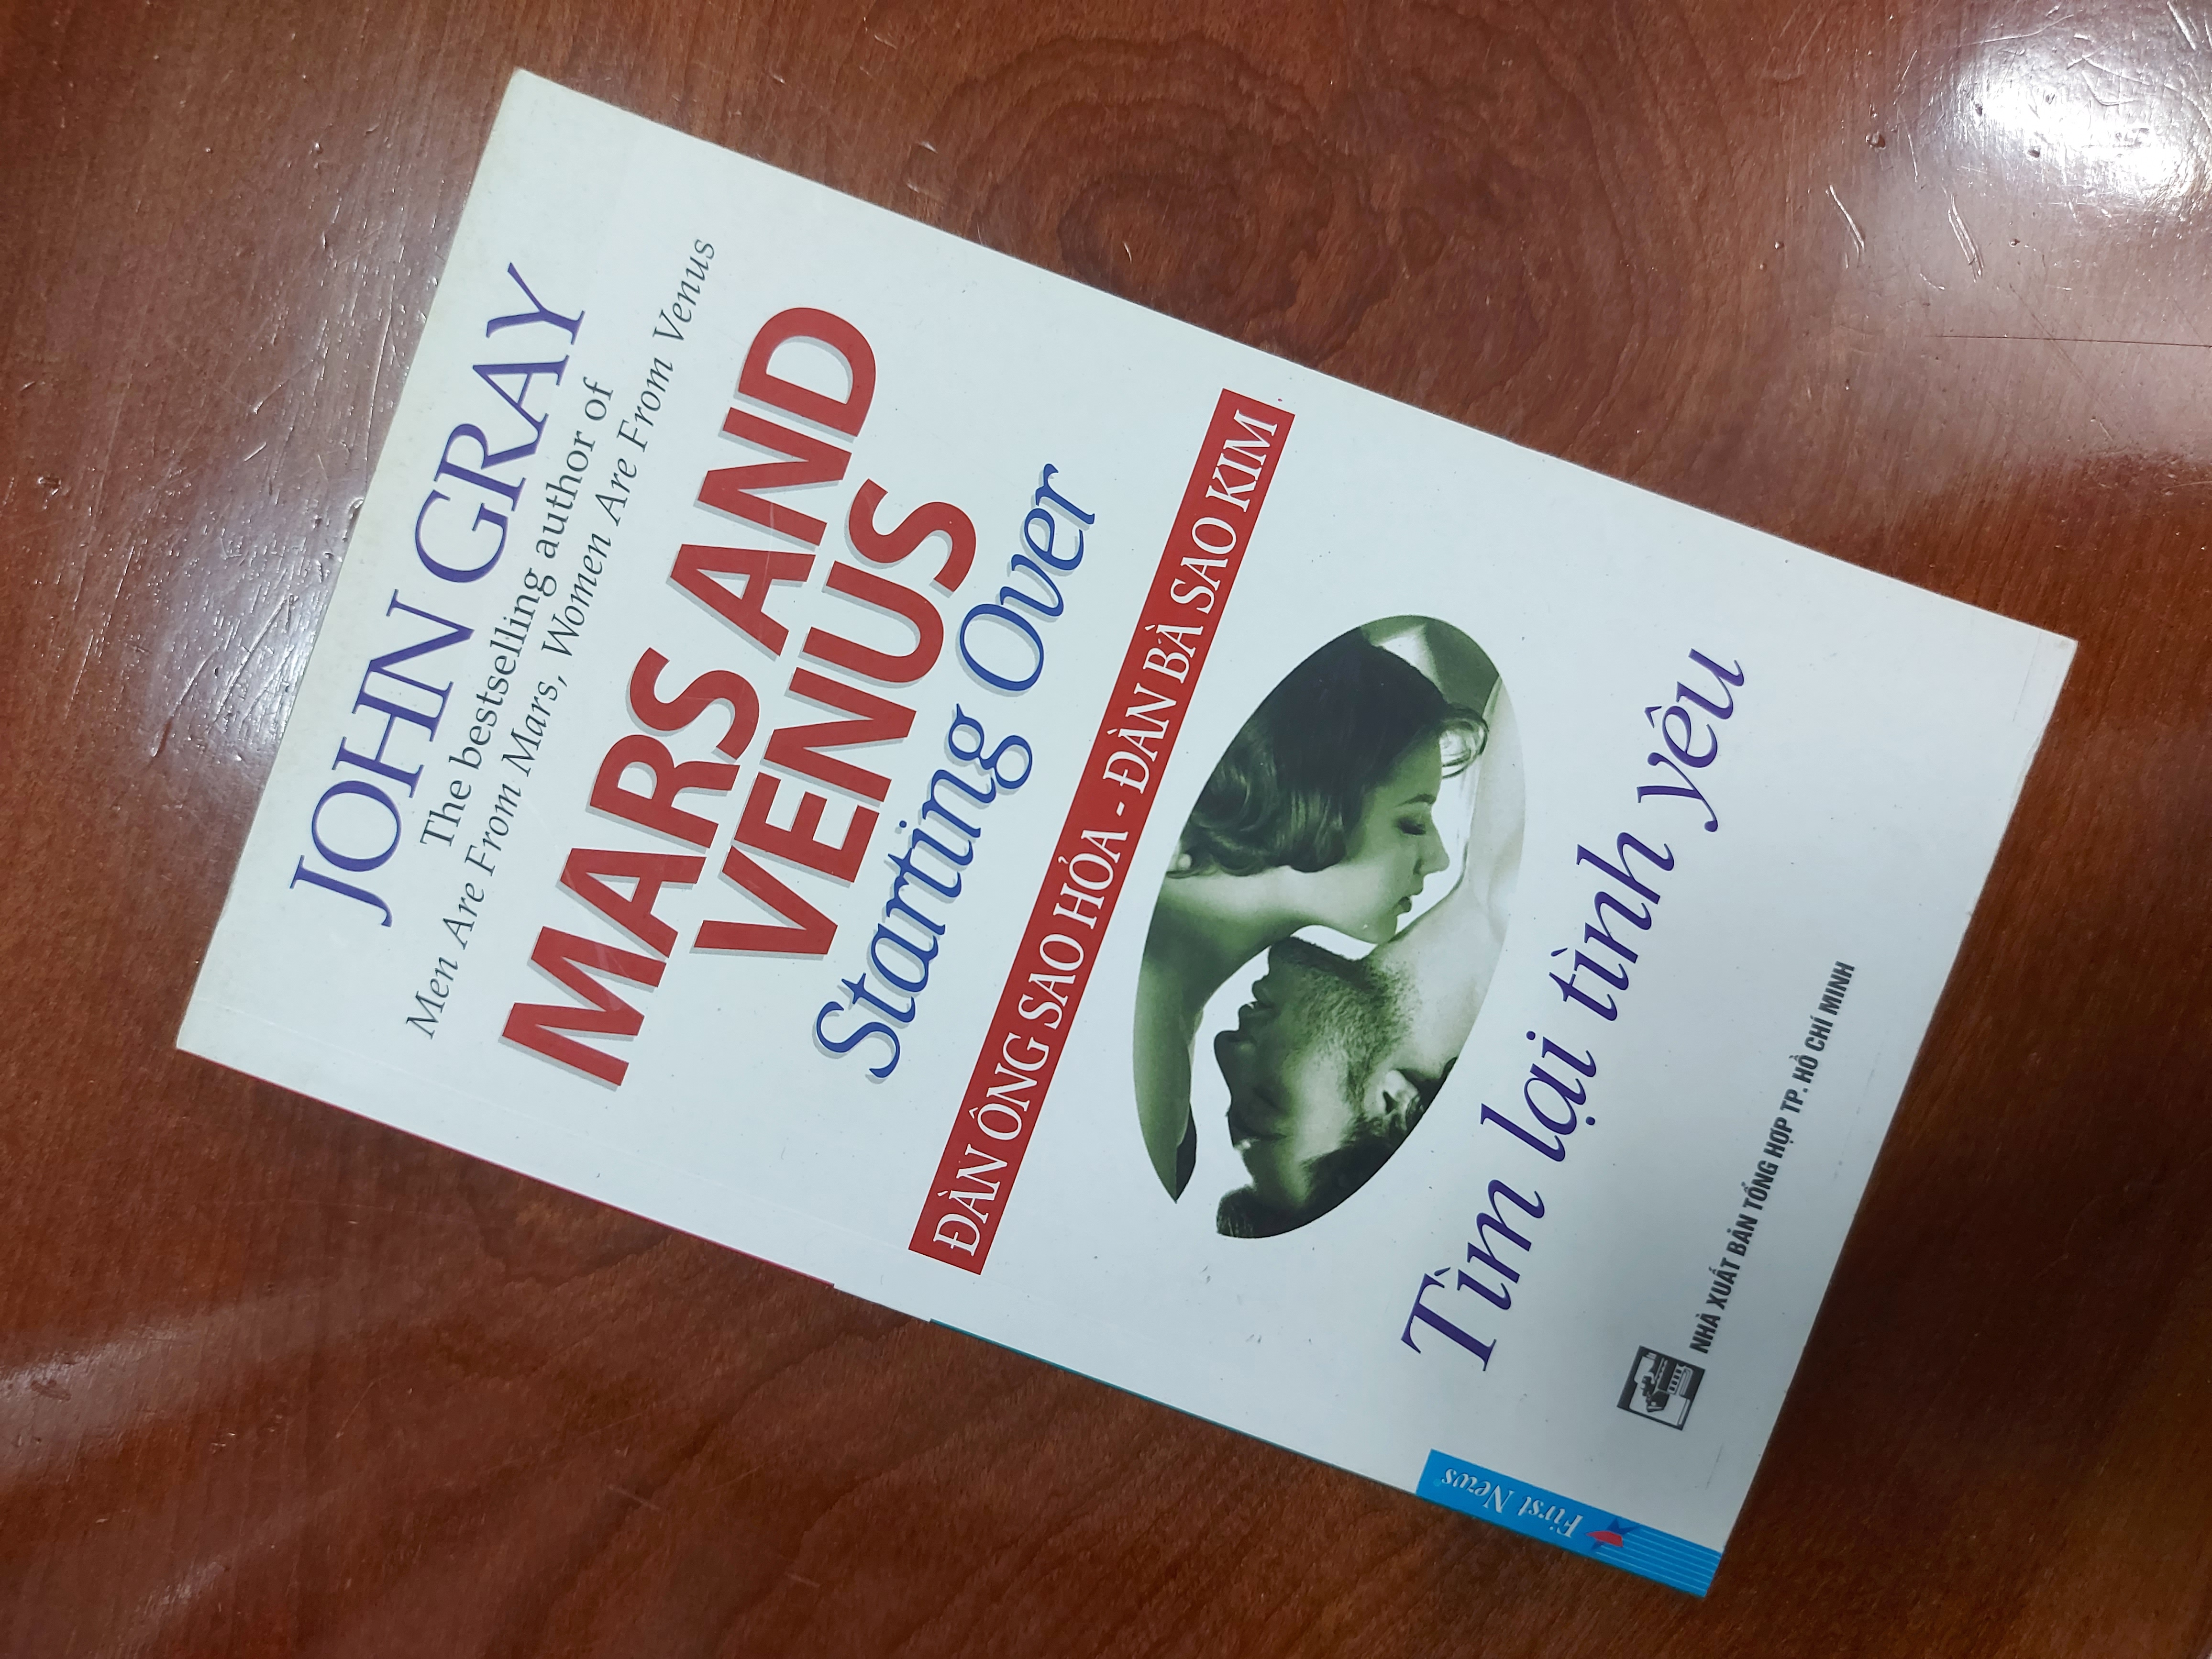 JOHN GRAY
The bestselling author of
Men Are From Mars, Women Are From Venus
MARS AND
VENUS
Starting Over
ĐÀN ÔNG SAO HỎA - ĐÀN BÀ SAO KIM
Tìm lại tình yêu
First News®
NHÀ XUẤT BẢN TỔNG HỢP TP. HỒ CHÍ MINH